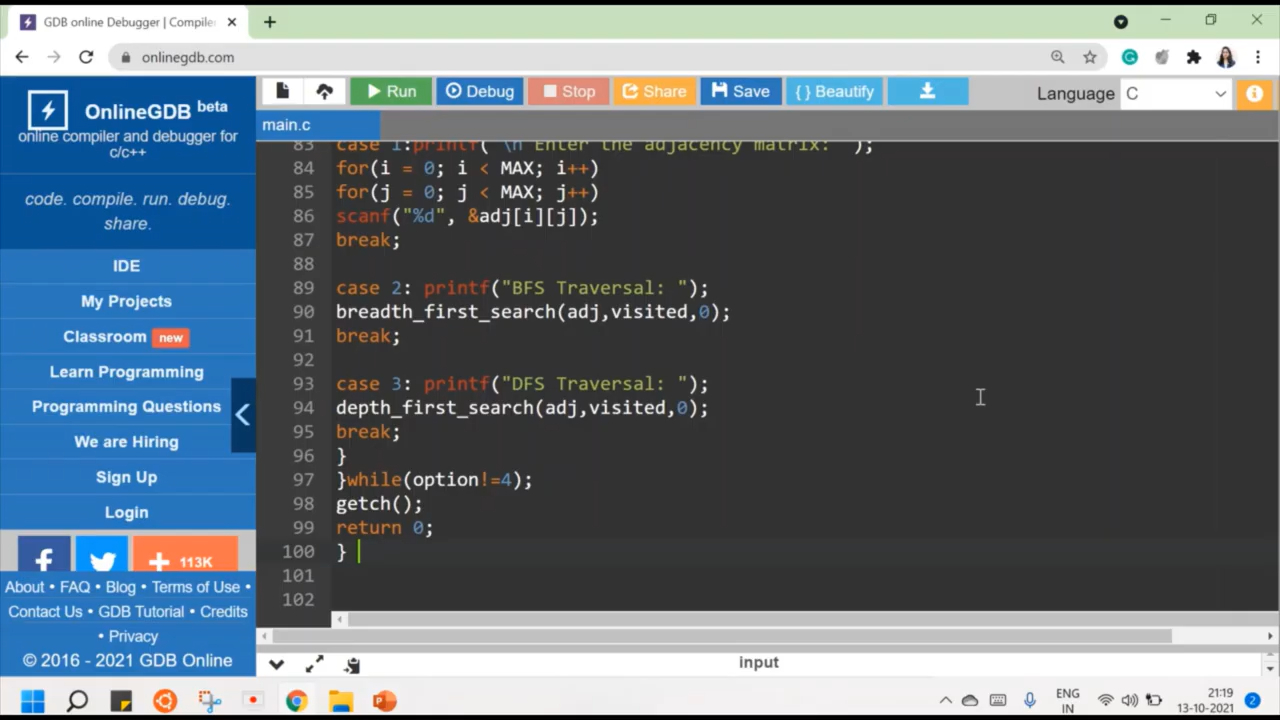 GDB online Debugger | Compiler
onlinegdb.com
OnlineGDB beta
online compiler and debugger for
c/c++
code. compile. run. debug.
share.
IDE
My Projects
Classroom new
Learn Programming
Programming Questions
We are Hiring
Sign Up
Login
113K
About • FAQ • Blog • Terms of Use •
Contact Us • GDB Tutorial • Credits
• Privacy
© 2016 - 2021 GDB Online
Run Debug Stop Share Save { } Beautify Language C
main.c
83 case 1:printf("\n Enter the adjacency matrix: ");
84 for(i = 0; i < MAX; i++)
85 for(j = 0; j < MAX; j++)
86 scanf("%d", &adj[i][j]);
87 break;
88
89 case 2: printf("BFS Traversal: ");
90 breadth_first_search(adj,visited,0);
91 break;
92
93 case 3: printf("DFS Traversal: ");
94 depth_first_search(adj,visited,0);
95 break;
96 }
97 }while(option!=4);
98 getch();
99 return 0;
100 }
101
102
input
ENG
IN
21:19
13-10-2021
2